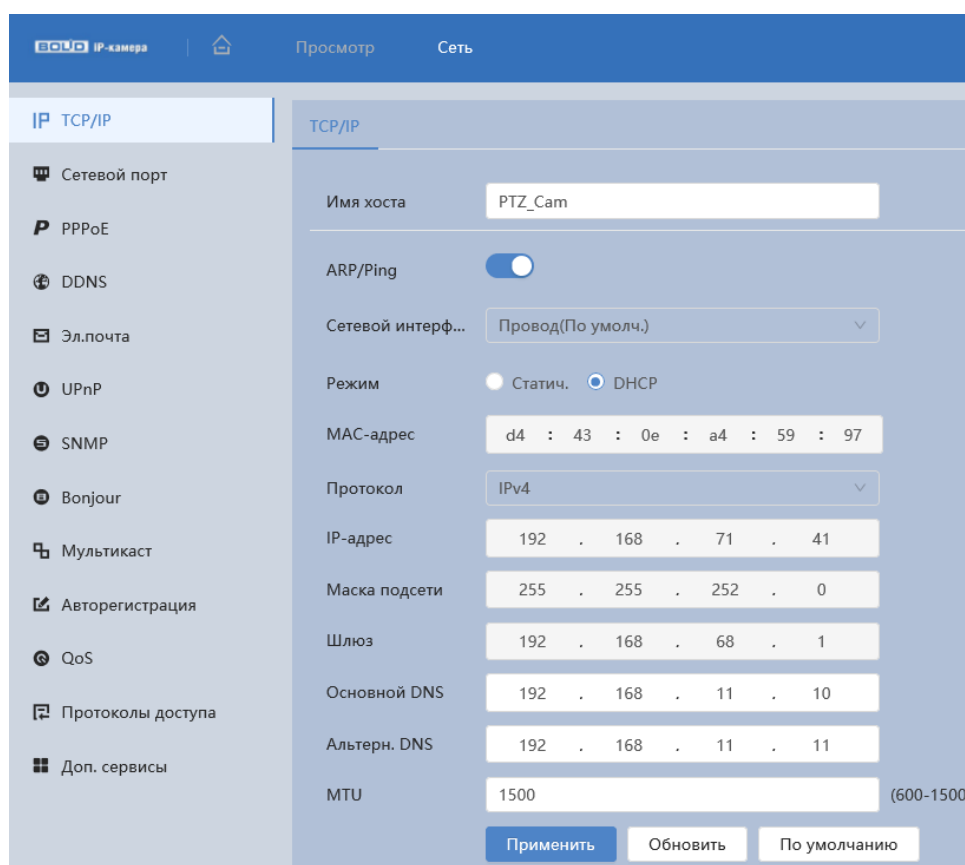 BOLID IP-камера Просмотр Сеть
TCP/IP
Сетевой порт
PPPoE
DDNS
Эл.почта
UPnP
SNMP
Bonjour
Мультикаст
Авторегистрация
QoS
Протоколы доступа
Доп. сервисы
TCP/IP
Имя хоста PTZ_Cam
ARP/Ping
Сетевой интерф... Провод(По умолч.)
Режим Статич. DHCP
MAC-адрес d4 : 43 : 0e : a4 : 59 : 97
Протокол IPv4
IP-адрес 192 . 168 . 71 . 41
Маска подсети 255 . 255 . 252 . 0
Шлюз 192 . 168 . 68 . 1
Основной DNS 192 . 168 . 11 . 10
Альтерн. DNS 192 . 168 . 11 . 11
MTU 1500 (600-1500
Применить Обновить По умолчанию